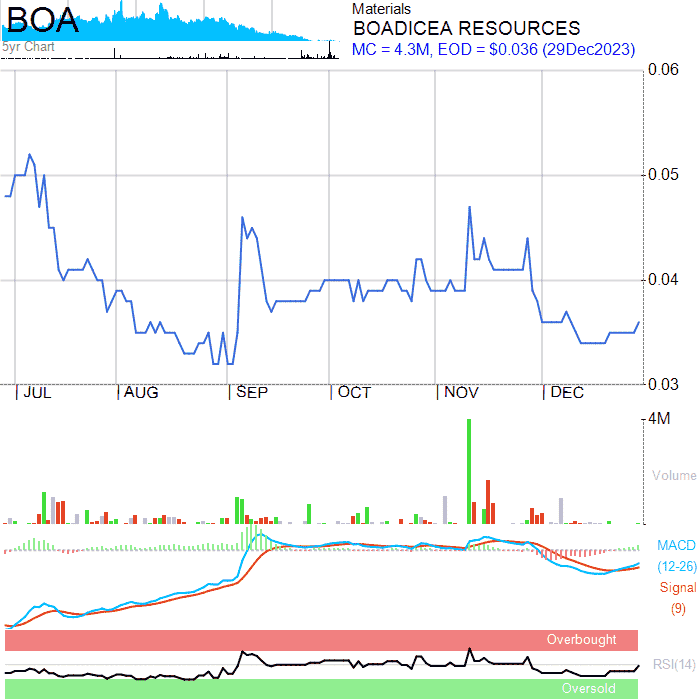 BOA
5yr Chart
Materials
BOADICEA RESOURCES
MC = 4.3M, EOD = $0.036 (29Dec2023)
0.06
0.05
0.04
0.03
JUL AUG SEP OCT NOV DEC
4M
Volume
MACD
(12-26)
Signal
(9)
Overbought
RSI(14)
Oversold